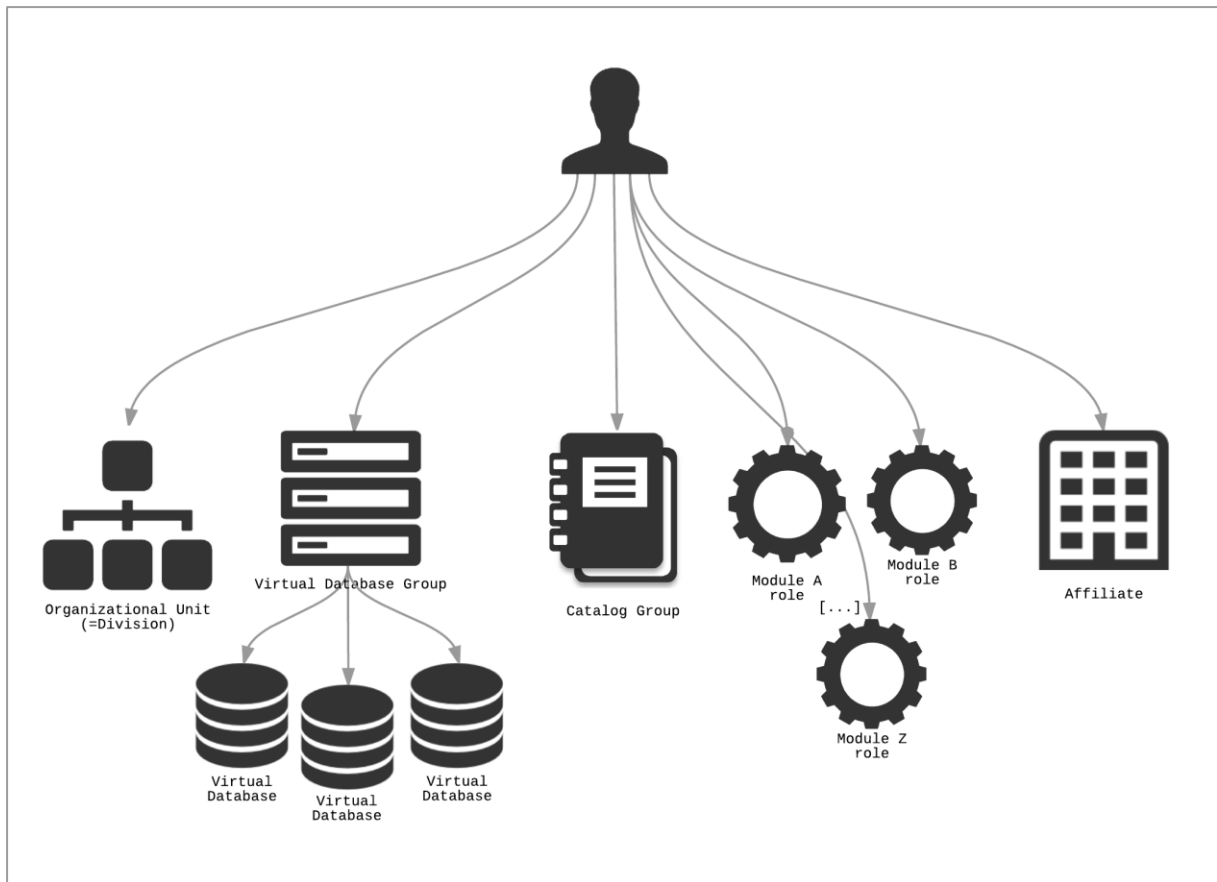 Organizational Unit
(=Division)
Virtual Database Group
Catalog Group
Module A
role
Module B
role
Affiliate
[...]
Module Z
role
Virtual
Database
Virtual
Database
Virtual
Database